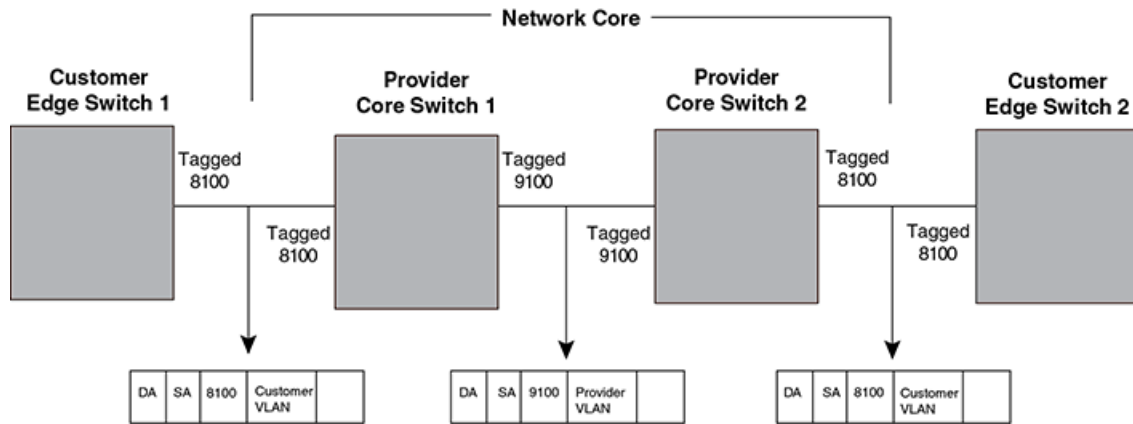 Network Core
Customer
Edge Switch 1
Provider
Core Switch 1
Provider
Core Switch 2
Customer
Edge Switch 2
Tagged
8100
Tagged
8100
Tagged
9100
Tagged
9100
Tagged
8100
Tagged
8100
DA SA 8100 Customer
VLAN
DA SA 9100 Provider
VLAN
DA SA 8100 Customer
VLAN